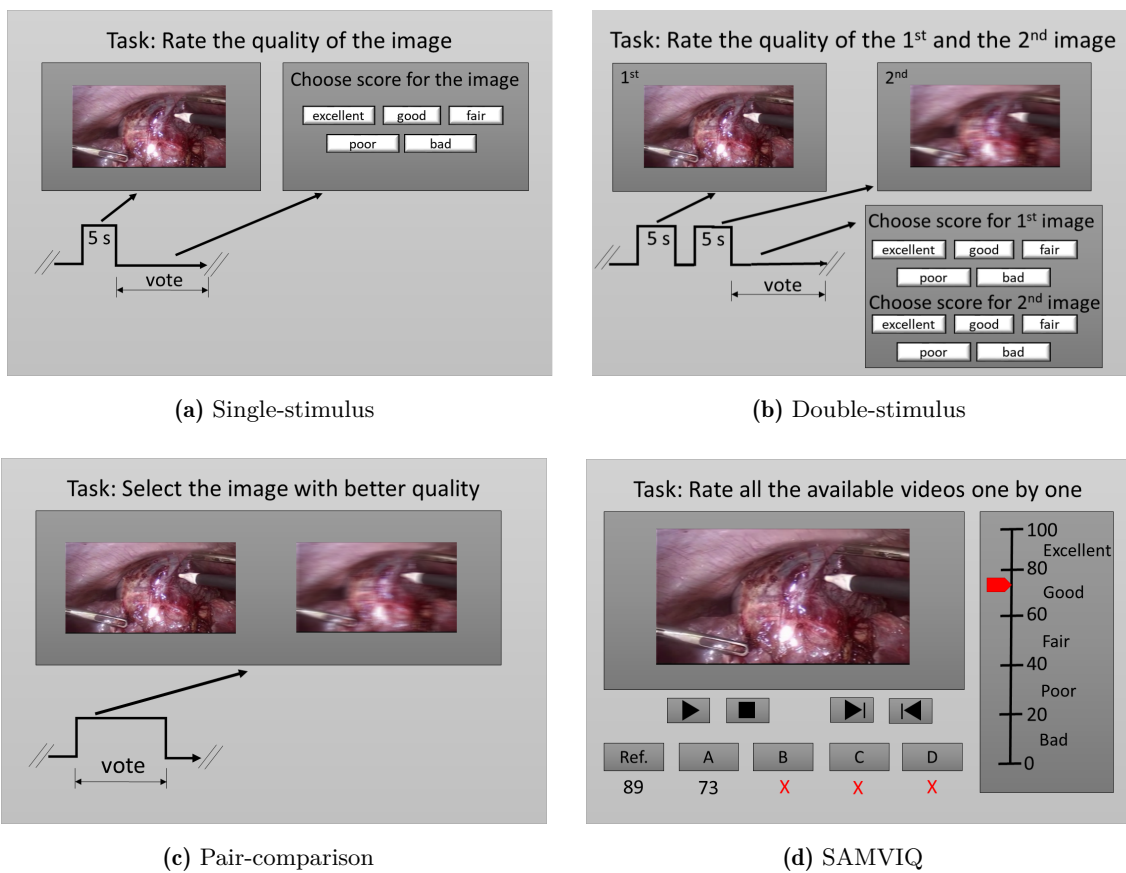 Task: Rate the quality of the image
Choose score for the image
excellent good fair
poor bad
5 s
vote
(a) Single-stimulus
Task: Rate the quality of the 1st and the 2nd image
1st
2nd
5 s 5 s
vote
Choose score for 1st image
excellent good fair
poor bad
Choose score for 2nd image
excellent good fair
poor bad
(b) Double-stimulus
Task: Select the image with better quality
vote
(c) Pair-comparison
Task: Rate all the available videos one by one
100
Excellent
80
Good
60
Fair
40
Poor
20
Bad
0
Ref. A B C D
89 73 X X X
(d) SAMVIQ